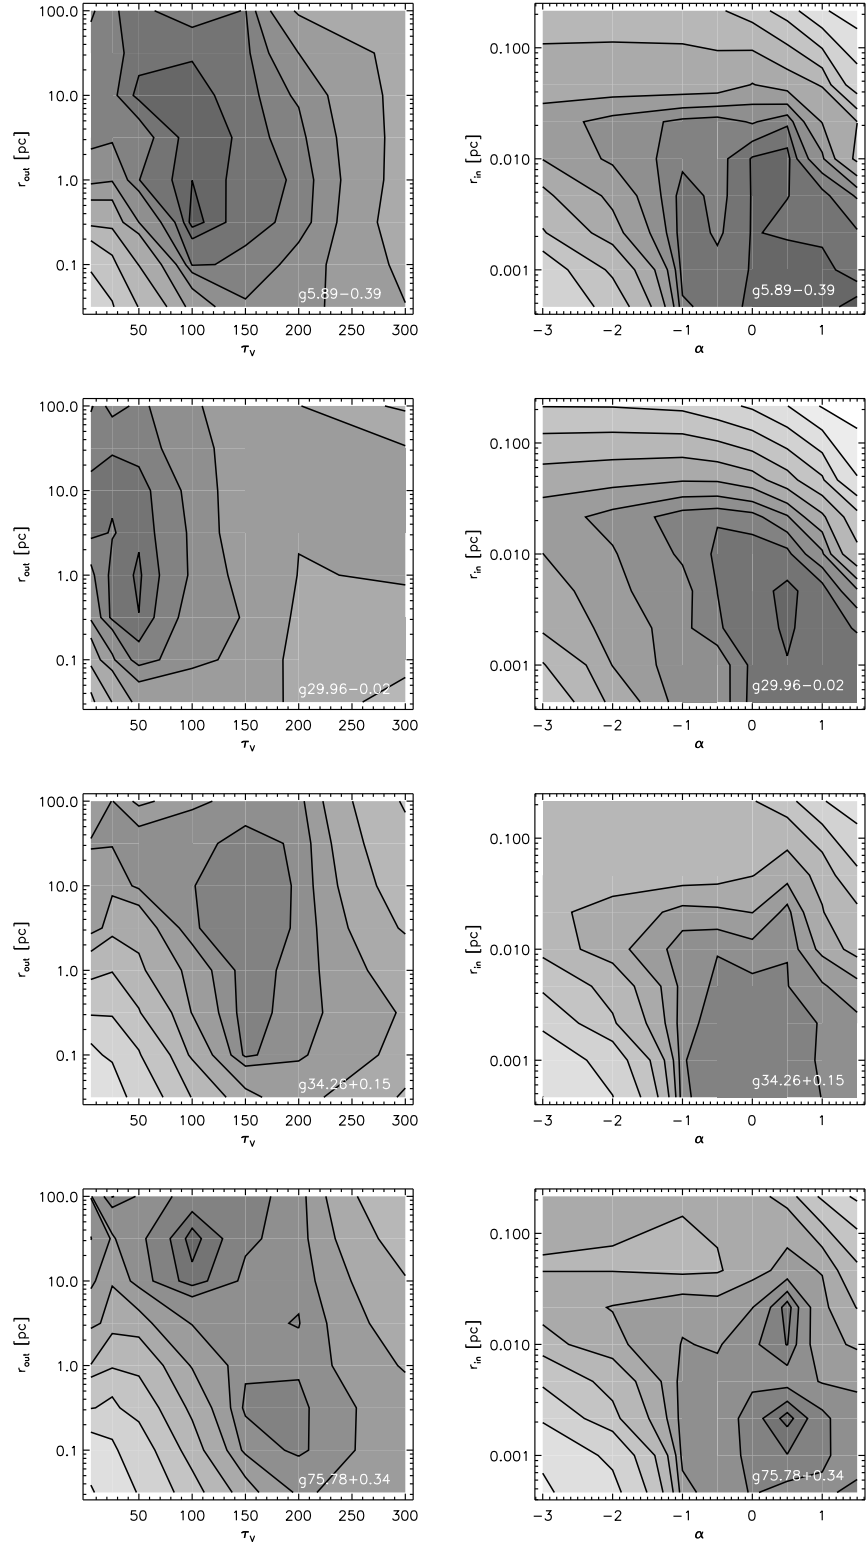 100.0
10.0
1.0
0.1
r_out [pc]
g5.89−0.39
50 100 150 200 250 300
τ_V
0.100
0.010
0.001
r_in [pc]
g5.89−0.39
−3 −2 −1 0 1
α
100.0
10.0
1.0
0.1
r_out [pc]
g29.96−0.02
50 100 150 200 250 300
τ_V
0.100
0.010
0.001
r_in [pc]
g29.96−0.02
−3 −2 −1 0 1
α
100.0
10.0
1.0
0.1
r_out [pc]
g34.26+0.15
50 100 150 200 250 300
τ_V
0.100
0.010
0.001
r_in [pc]
g34.26+0.15
−3 −2 −1 0 1
α
100.0
10.0
1.0
0.1
r_out [pc]
g75.78+0.34
50 100 150 200 250 300
τ_V
0.100
0.010
0.001
r_in [pc]
g75.78+0.34
−3 −2 −1 0 1
α